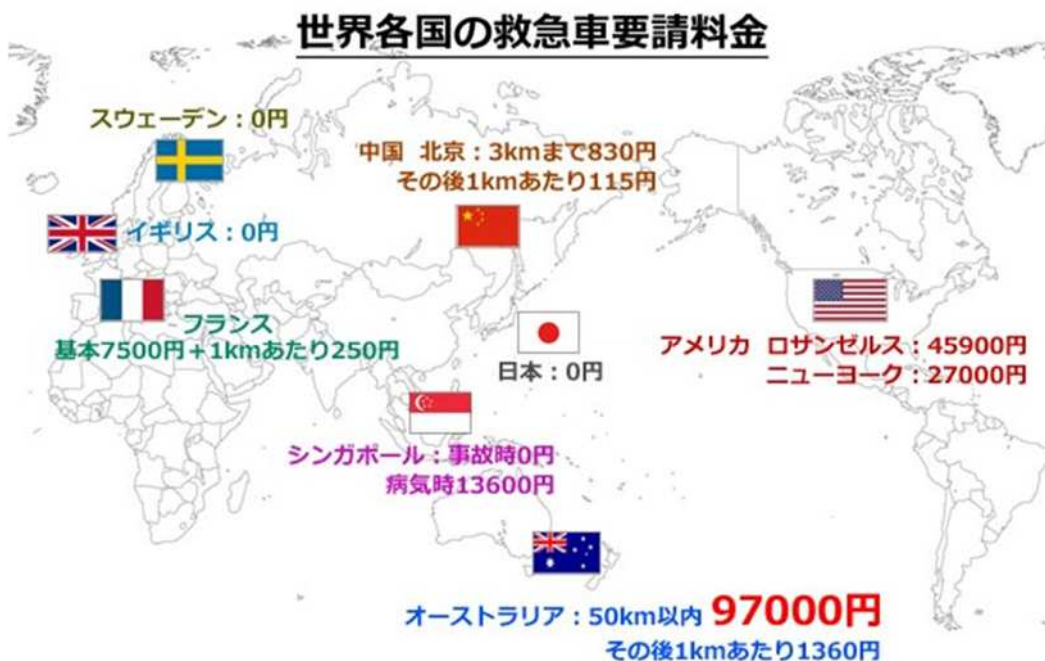 世界各国の救急車要請料金
スウェーデン：0円
中国 北京：3kmまで830円
その後1kmあたり115円
イギリス：0円
フランス
基本7500円＋1kmあたり250円
日本：0円
アメリカ ロサンゼルス：45900円
ニューヨーク：27000円
シンガポール：事故時0円
病気時13600円
オーストラリア：50km以内 97000円
その後1kmあたり1360円